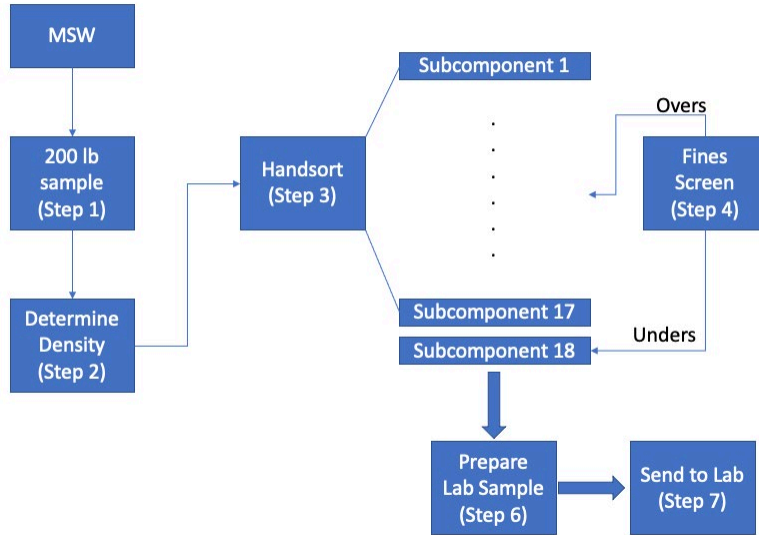 MSW
200 lb
sample
(Step 1)
Determine
Density
(Step 2)
Handsort
(Step 3)
Subcomponent 1
Subcomponent 17
Subcomponent 18
Overs
Fines
Screen
(Step 4)
Unders
Prepare
Lab Sample
(Step 6)
Send to Lab
(Step 7)